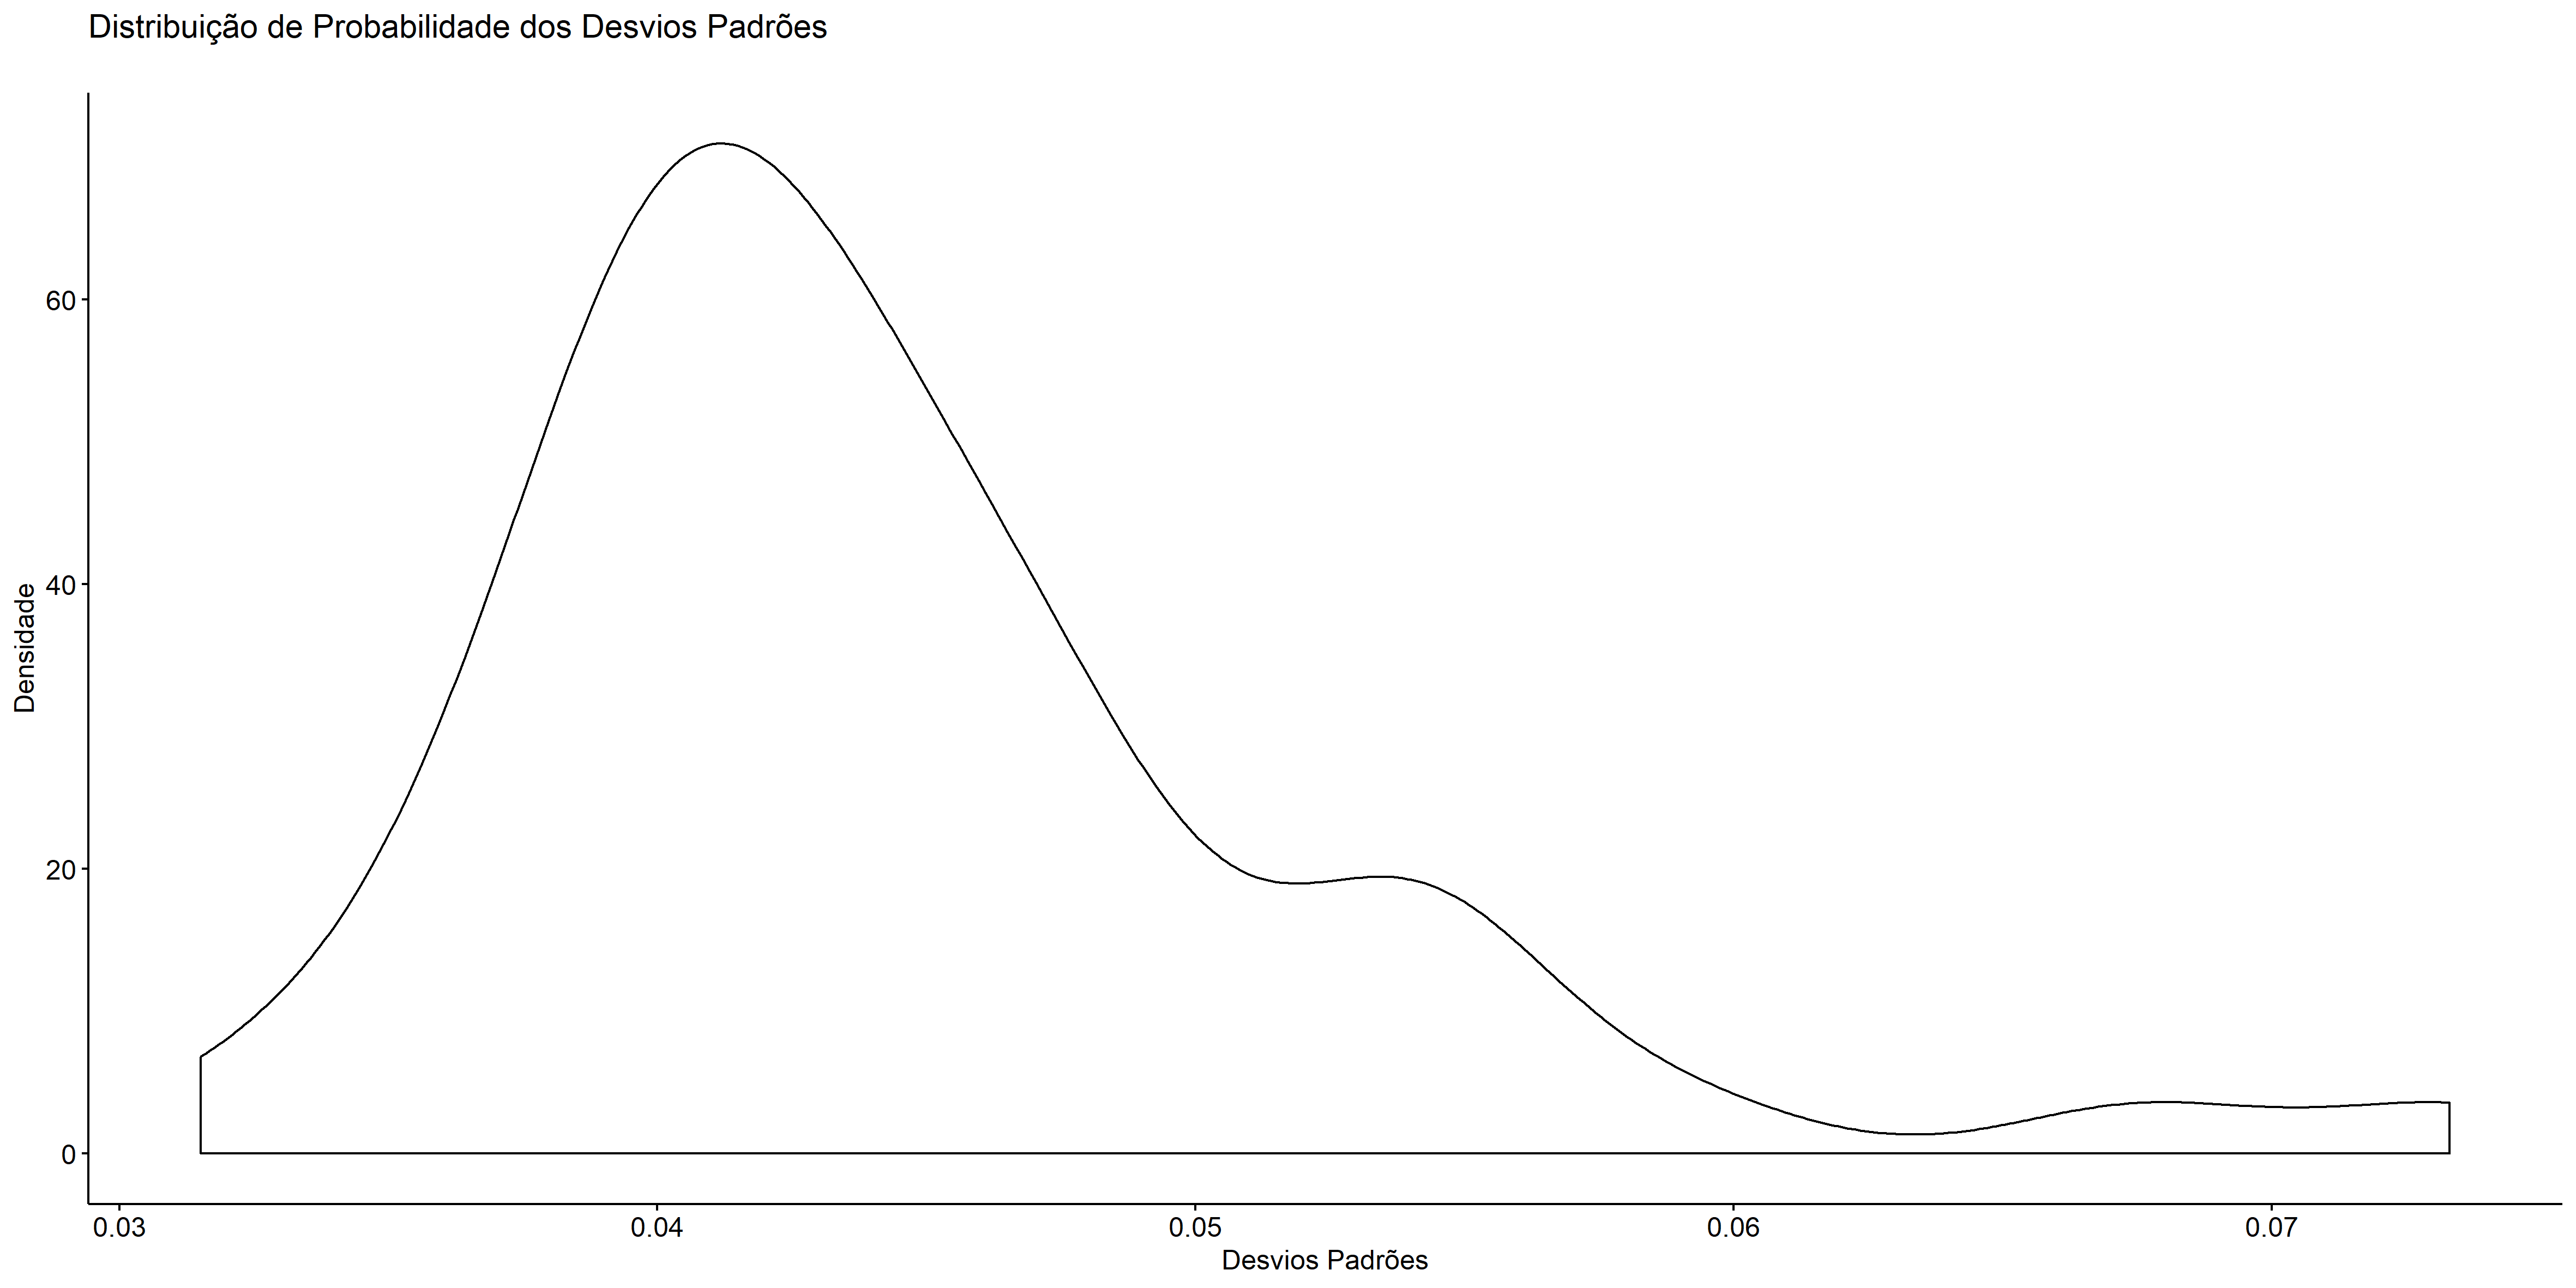 Distribuição de Probabilidade dos Desvios Padrões
60
40
20
0
Densidade
0.03 0.04 0.05 0.06 0.07
Desvios Padrões